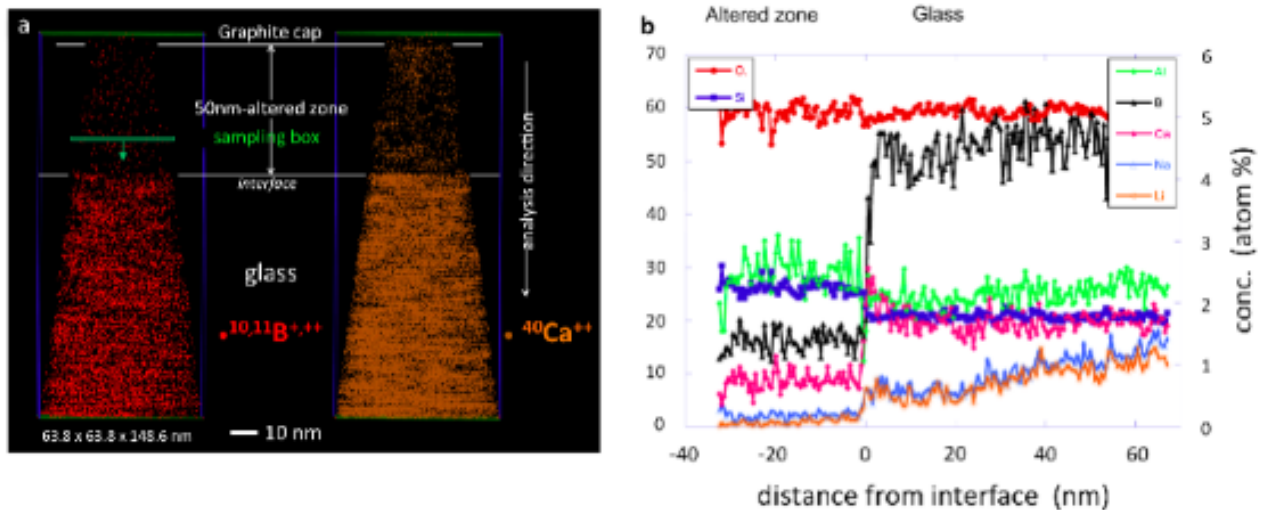 a
Graphite cap
50nm-altered zone
sampling box
interface
analysis direction
glass
10,11B+,++
40Ca++
63.8 x 63.8 x 148.6 nm
10 nm
b
Altered zone
Glass
70
60
50
40
30
20
10
0
O
Si
Al
B
Ca
Na
Li
6
5
4
3
2
1
0
conc. (atom %)
-40
-20
0
20
40
60
distance from interface (nm)